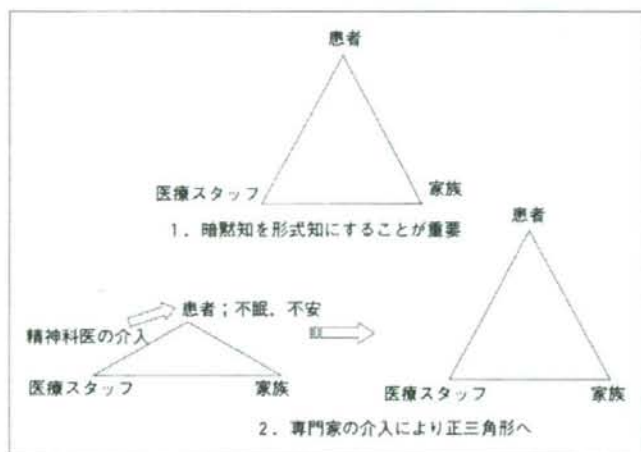 患者
医療スタッフ
家族
1．暗黙知を形式知にすることが重要
患者；不眠，不安
精神科医の介入
医療スタッフ
家族
患者
医療スタッフ
家族
2．専門家の介入により正三角形へ